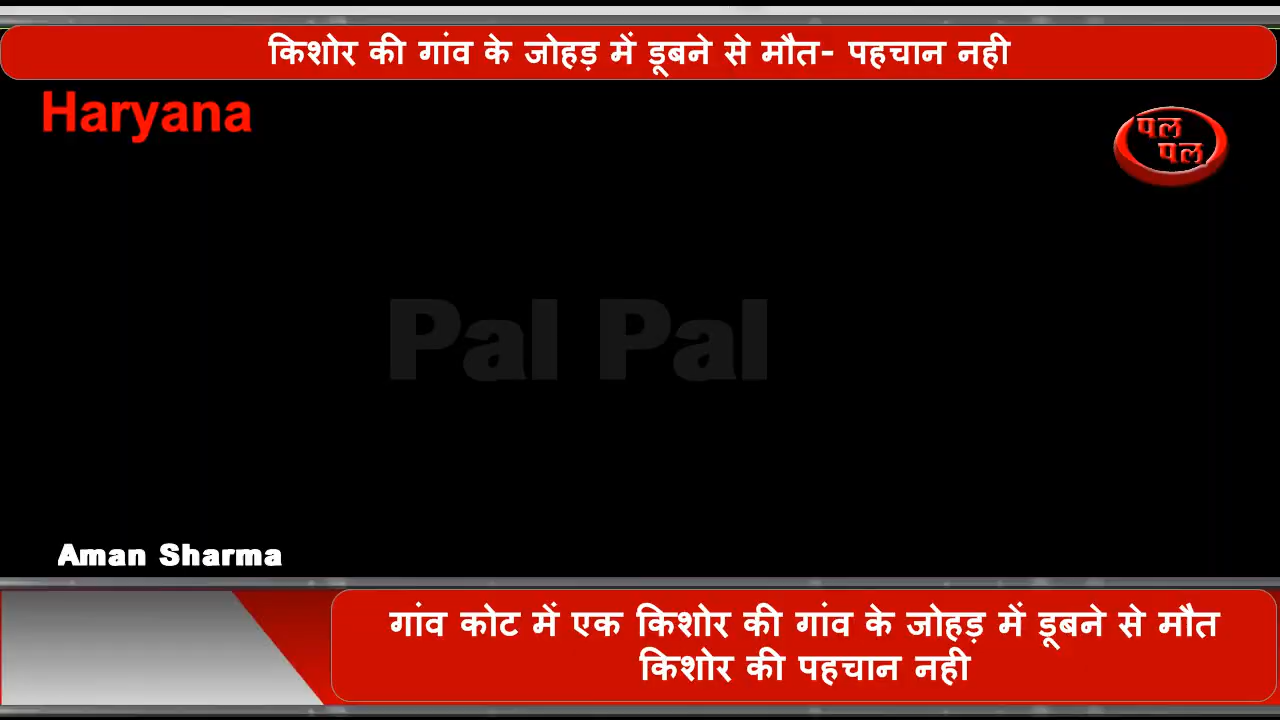 किशोर की गांव के जोहड़ में डूबने से मौत- पहचान नही
Haryana
पल
पल
Pal Pal
Aman Sharma
गांव कोट में एक किशोर की गांव के जोहड़ में डूबने से मौत
किशोर की पहचान नही